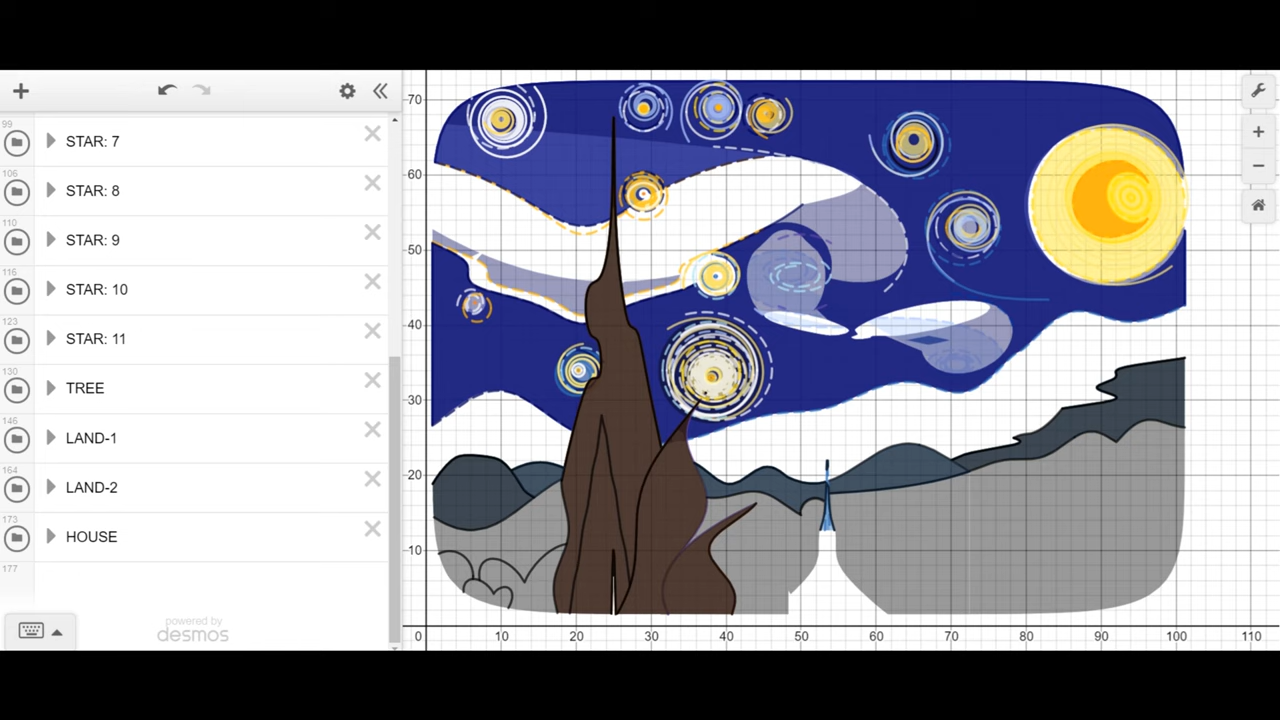 99
STAR: 7
106
STAR: 8
110
STAR: 9
116
STAR: 10
123
STAR: 11
130
TREE
146
LAND-1
164
LAND-2
173
HOUSE
177
powered by
desmos
70
60
50
40
30
20
10
0 10 20 30 40 50 60 70 80 90 100 110